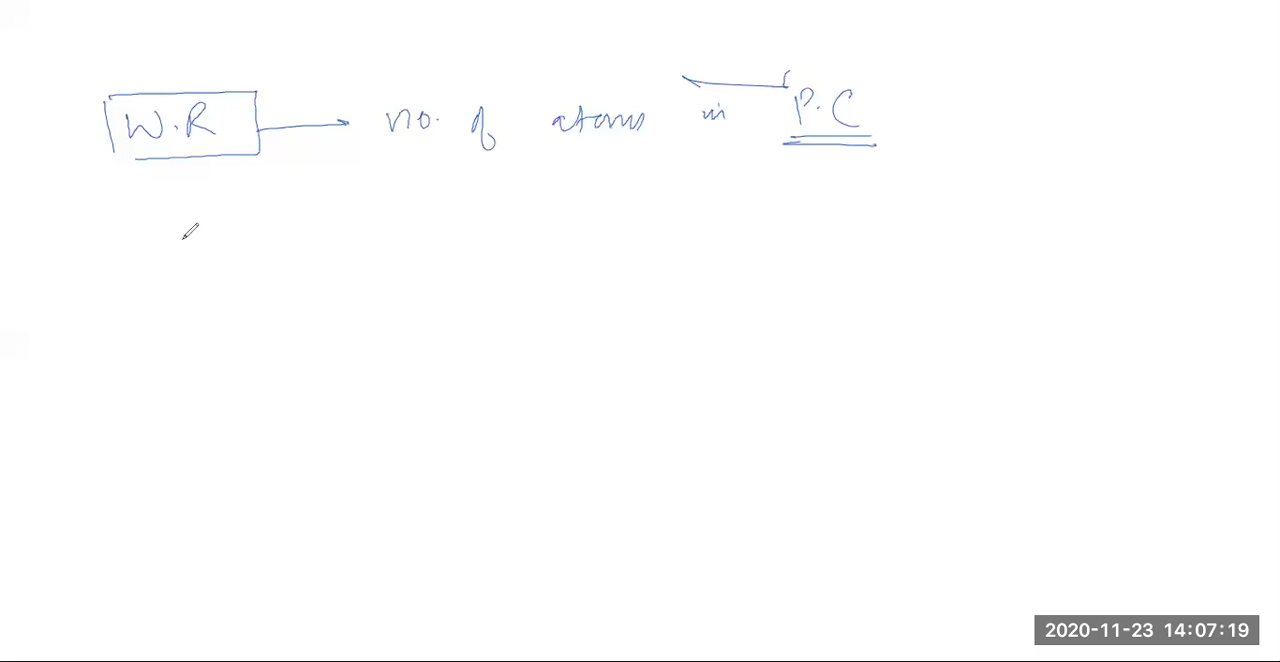 W.R → no. of atoms in P.C
2020-11-23 14:07:19